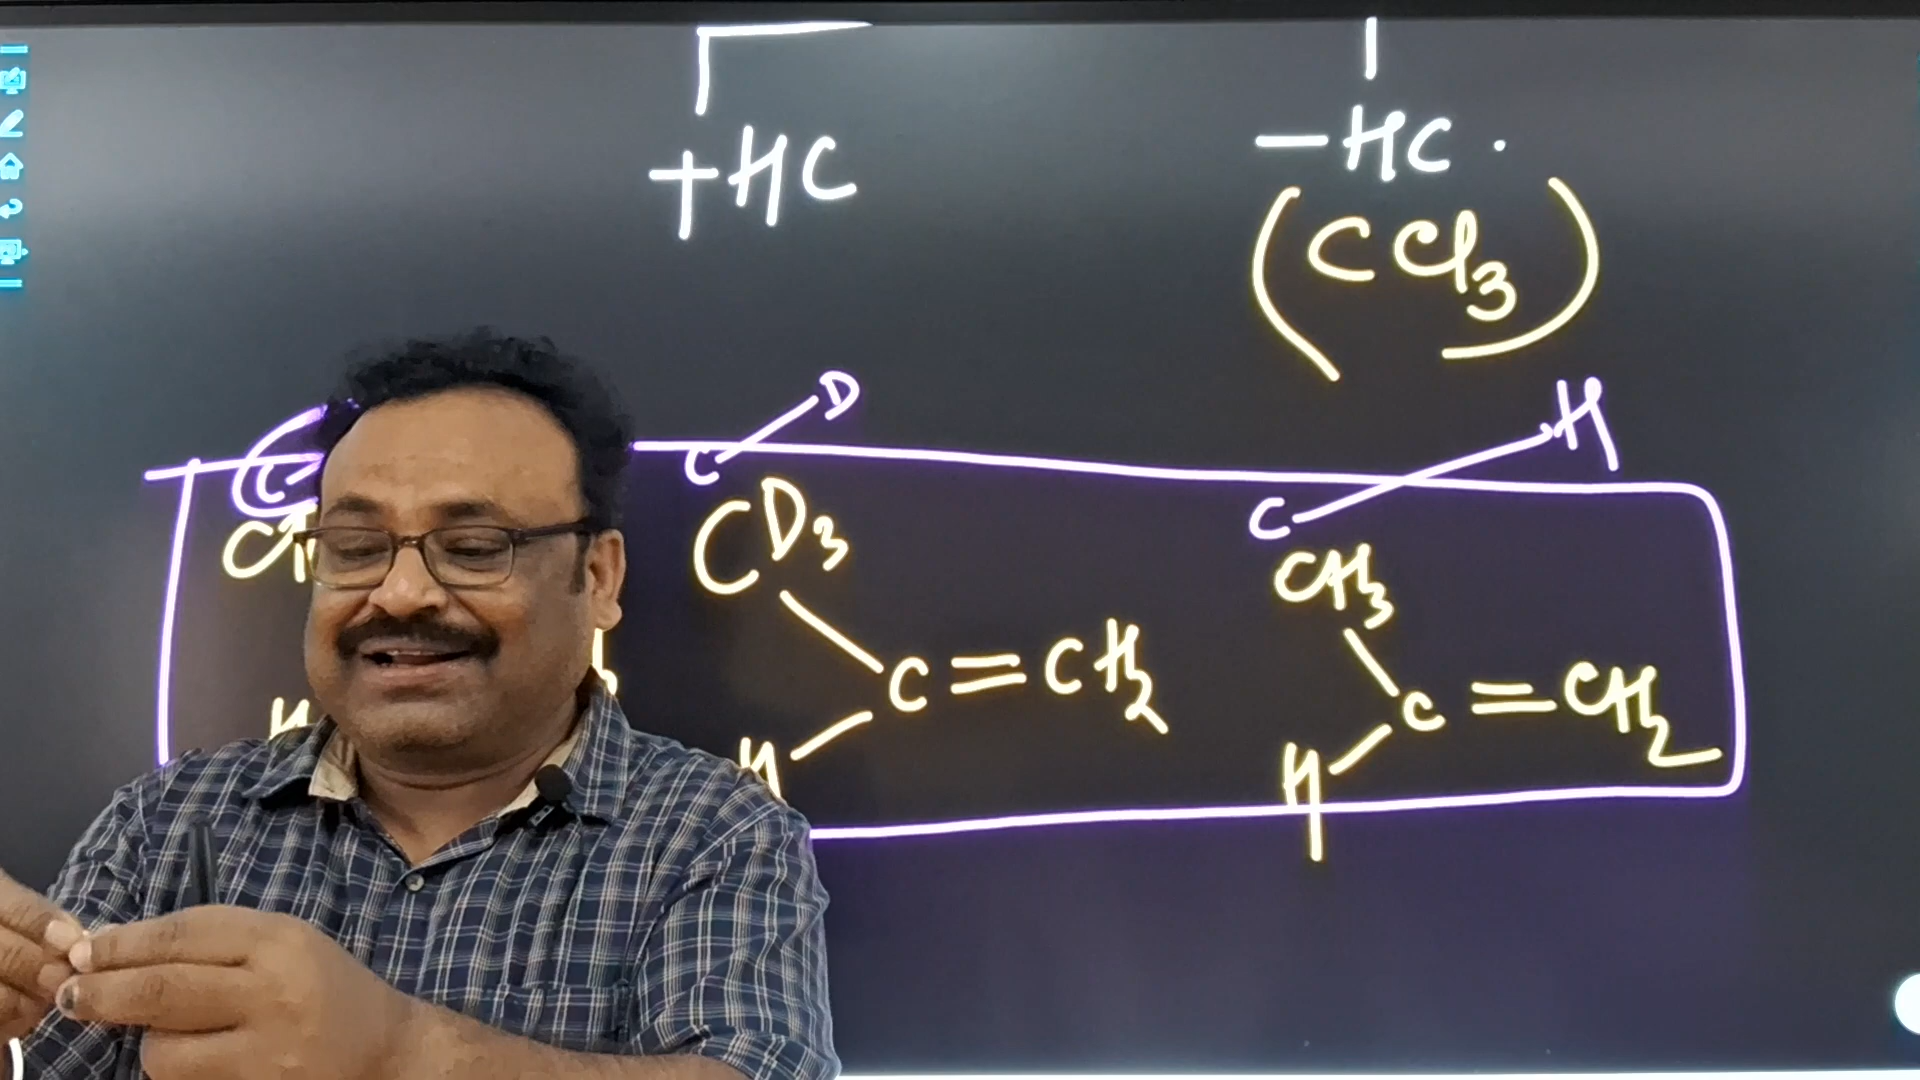 +HC
-HC .
(CCl3)
C D
C H
CD3
C=CH2
H
CH3
C=CH2
H